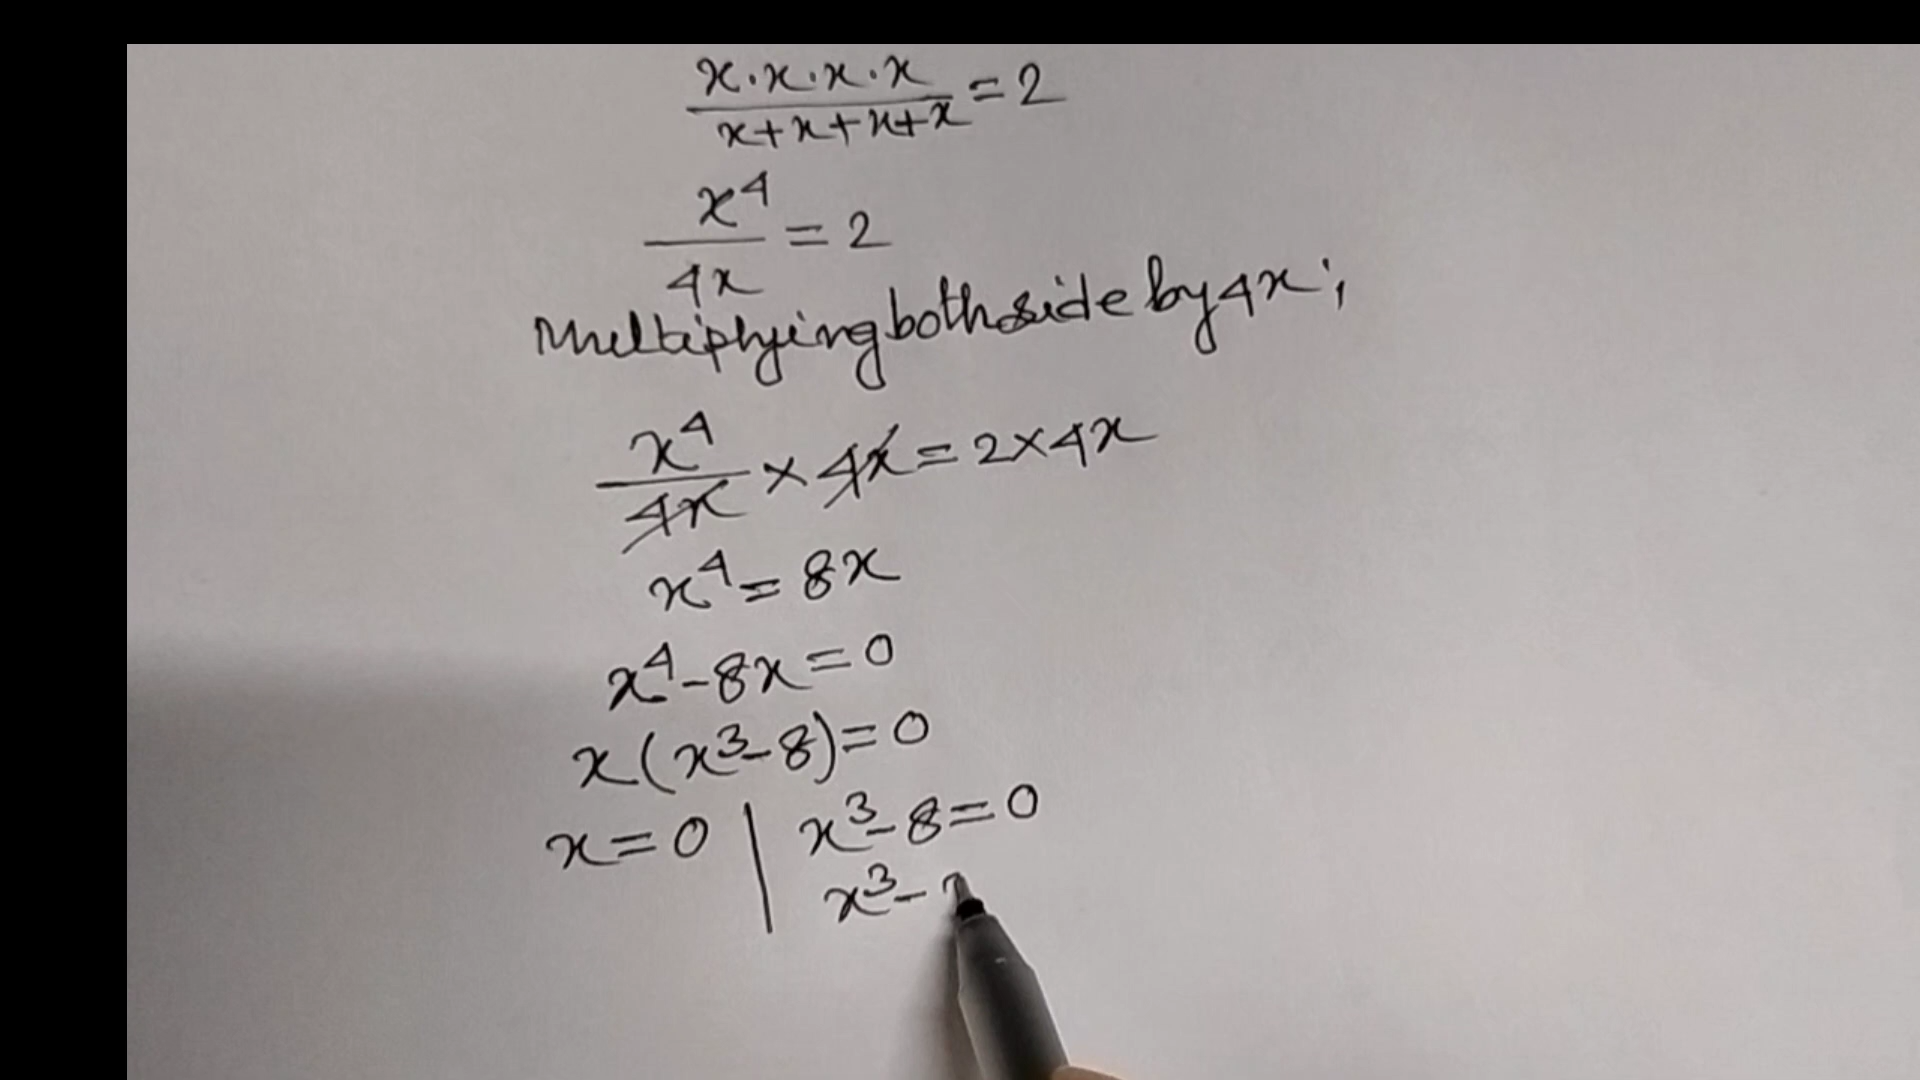 x·x·x·x / x+x+x+x = 2
x⁴ / 4x = 2
Multiplying both side by 4x;
x⁴ / 4x × 4x = 2×4x
x⁴ = 8x
x⁴-8x=0
x(x³-8)=0
x=0 | x³-8=0
x³-